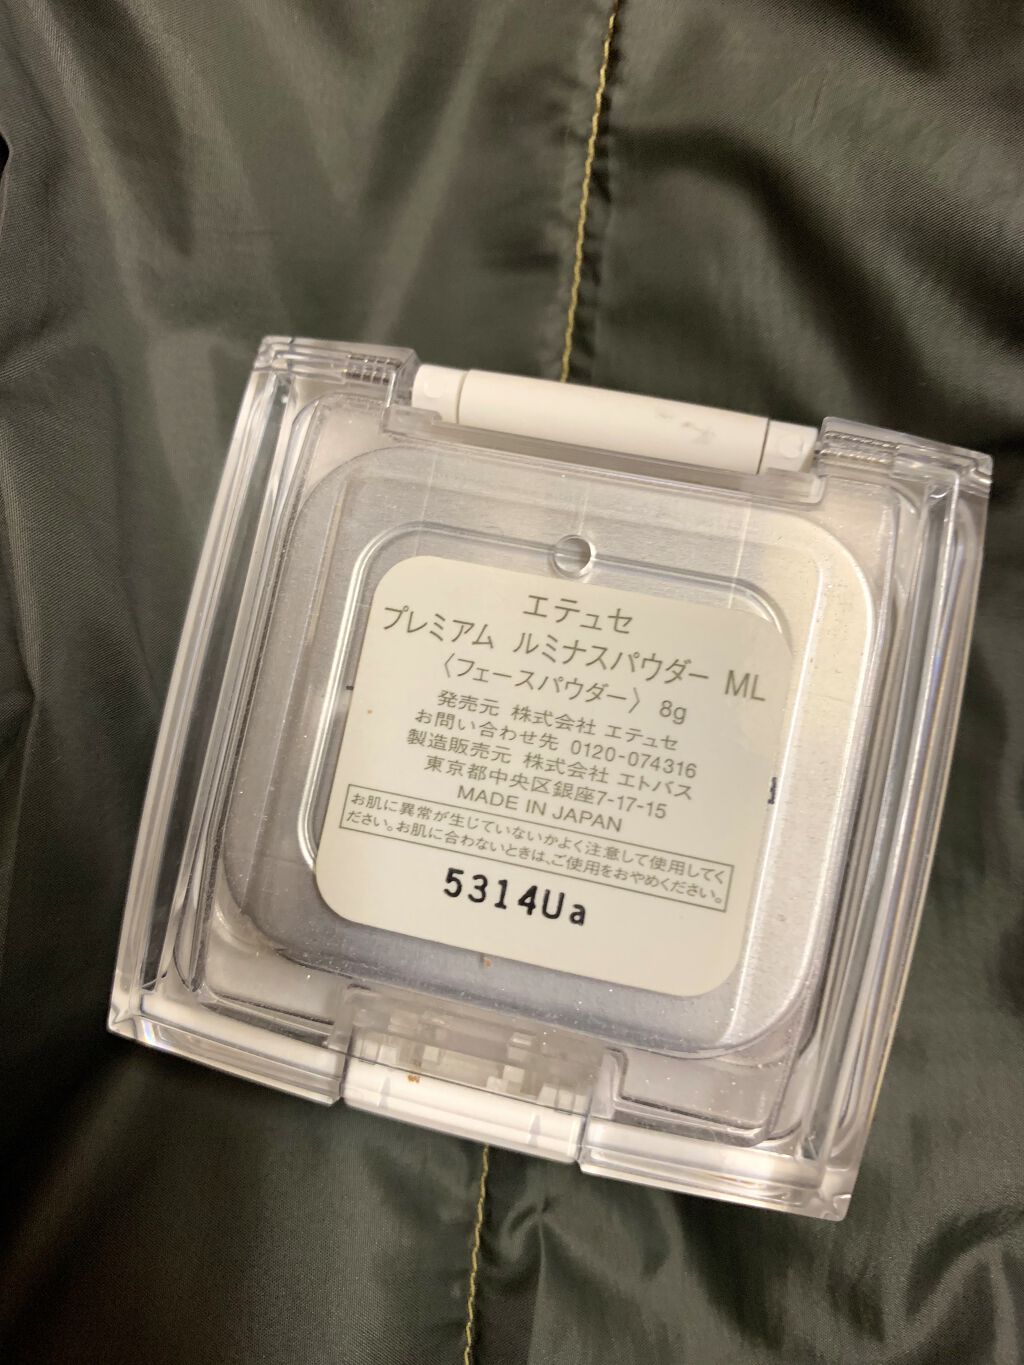 エテュセ
プレミアム ルミナスパウダー ML
〈フェースパウダー〉 8g
発売元 株式会社 エテュセ
お問い合わせ先 0120-074316
製造販売元 株式会社 エトバス
東京都中央区銀座7-17-15
MADE IN JAPAN
お肌に異常が生じていないかよく注意して使用してく
ださい。お肌に合わないときは、ご使用をおやめください。
5314Ua